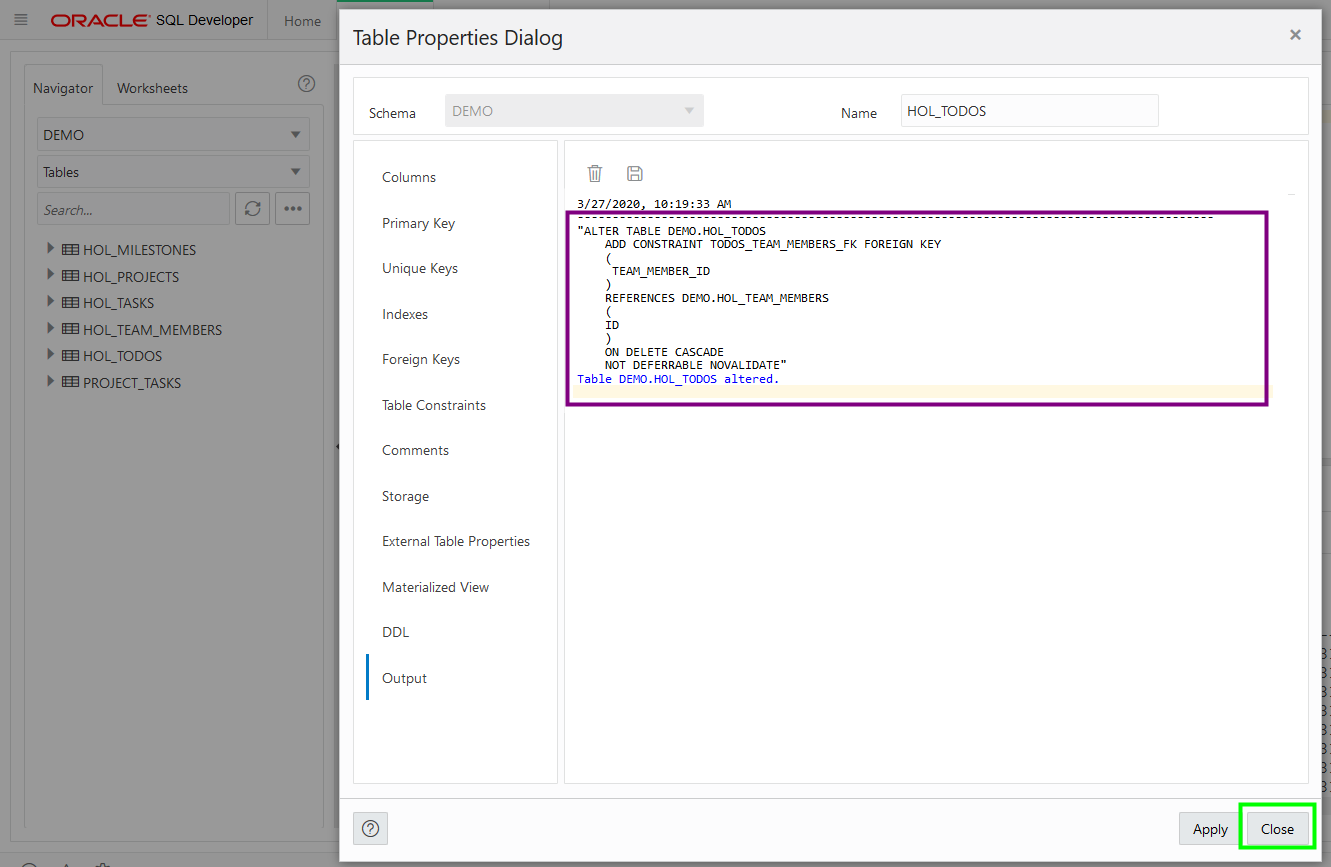 ORACLE SQL Developer
Home
Table Properties Dialog
Navigator
Worksheets
DEMO
Tables
Search...
HOL_MILESTONES
HOL_PROJECTS
HOL_TASKS
HOL_TEAM_MEMBERS
HOL_TODOS
PROJECT_TASKS
Schema
DEMO
Name
HOL_TODOS
Columns
Primary Key
Unique Keys
Indexes
Foreign Keys
Table Constraints
Comments
Storage
External Table Properties
Materialized View
DDL
Output
3/27/2020, 10:19:33 AM
"ALTER TABLE DEMO.HOL_TODOS
ADD CONSTRAINT TODOS_TEAM_MEMBERS_FK FOREIGN KEY
(
TEAM_MEMBER_ID
)
REFERENCES DEMO.HOL_TEAM_MEMBERS
(
ID
)
ON DELETE CASCADE
NOT DEFERRABLE NOVALIDATE"
Table DEMO.HOL_TODOS altered.
Apply
Close